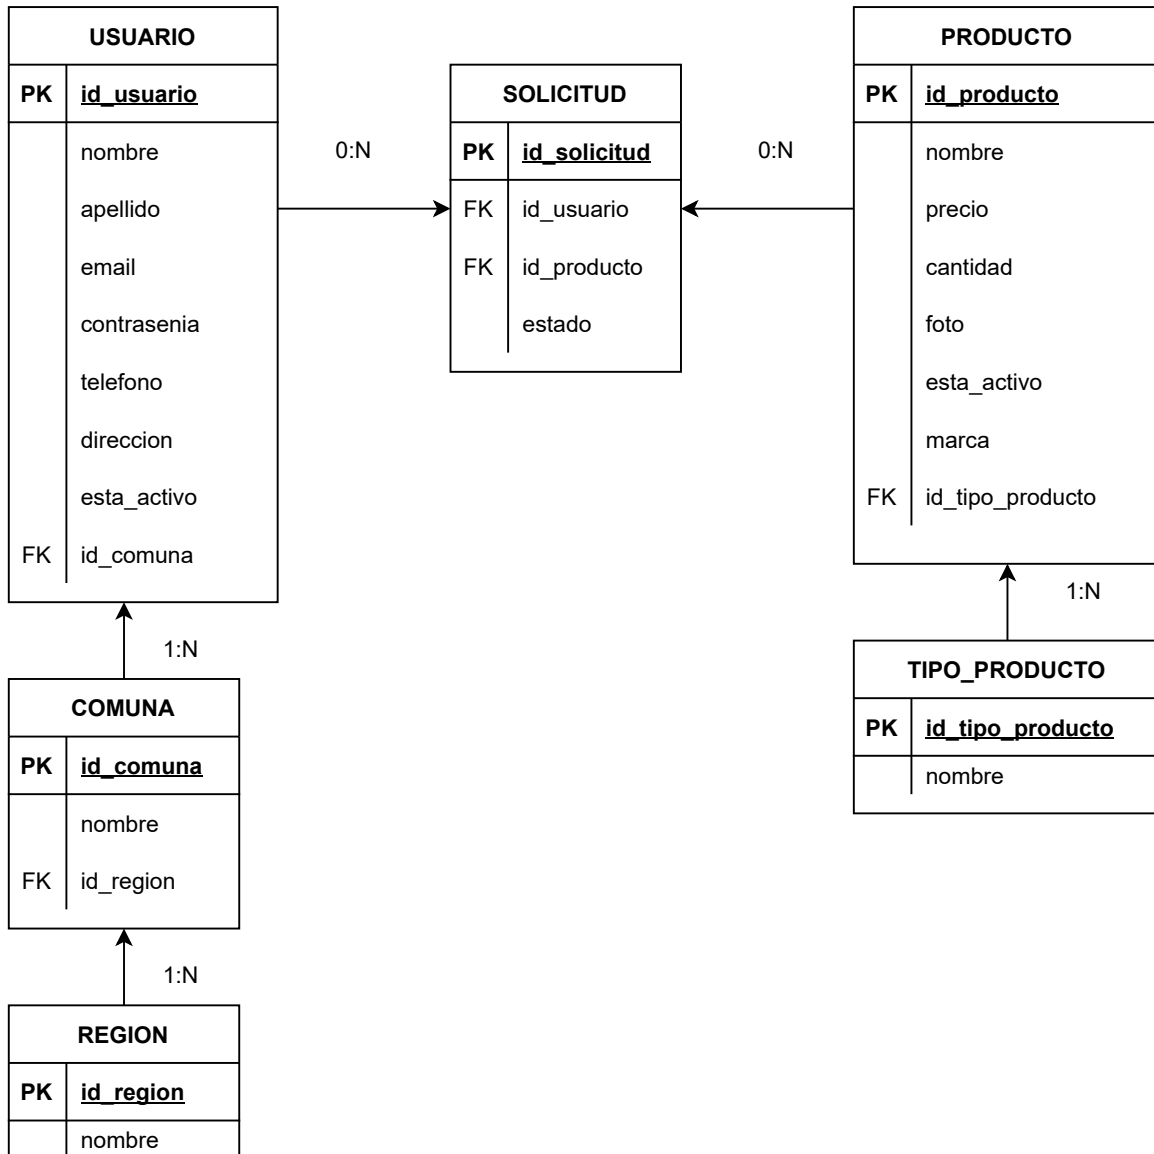 USUARIO
PK id_usuario
nombre
apellido
email
contrasenia
telefono
direccion
esta_activo
FK id_comuna
0:N
SOLICITUD
PK id_solicitud
FK id_usuario
FK id_producto
estado
0:N
PRODUCTO
PK id_producto
nombre
precio
cantidad
foto
esta_activo
marca
FK id_tipo_producto
1:N
TIPO_PRODUCTO
PK id_tipo_producto
nombre
1:N
COMUNA
PK id_comuna
nombre
FK id_region
1:N
REGION
PK id_region
nombre